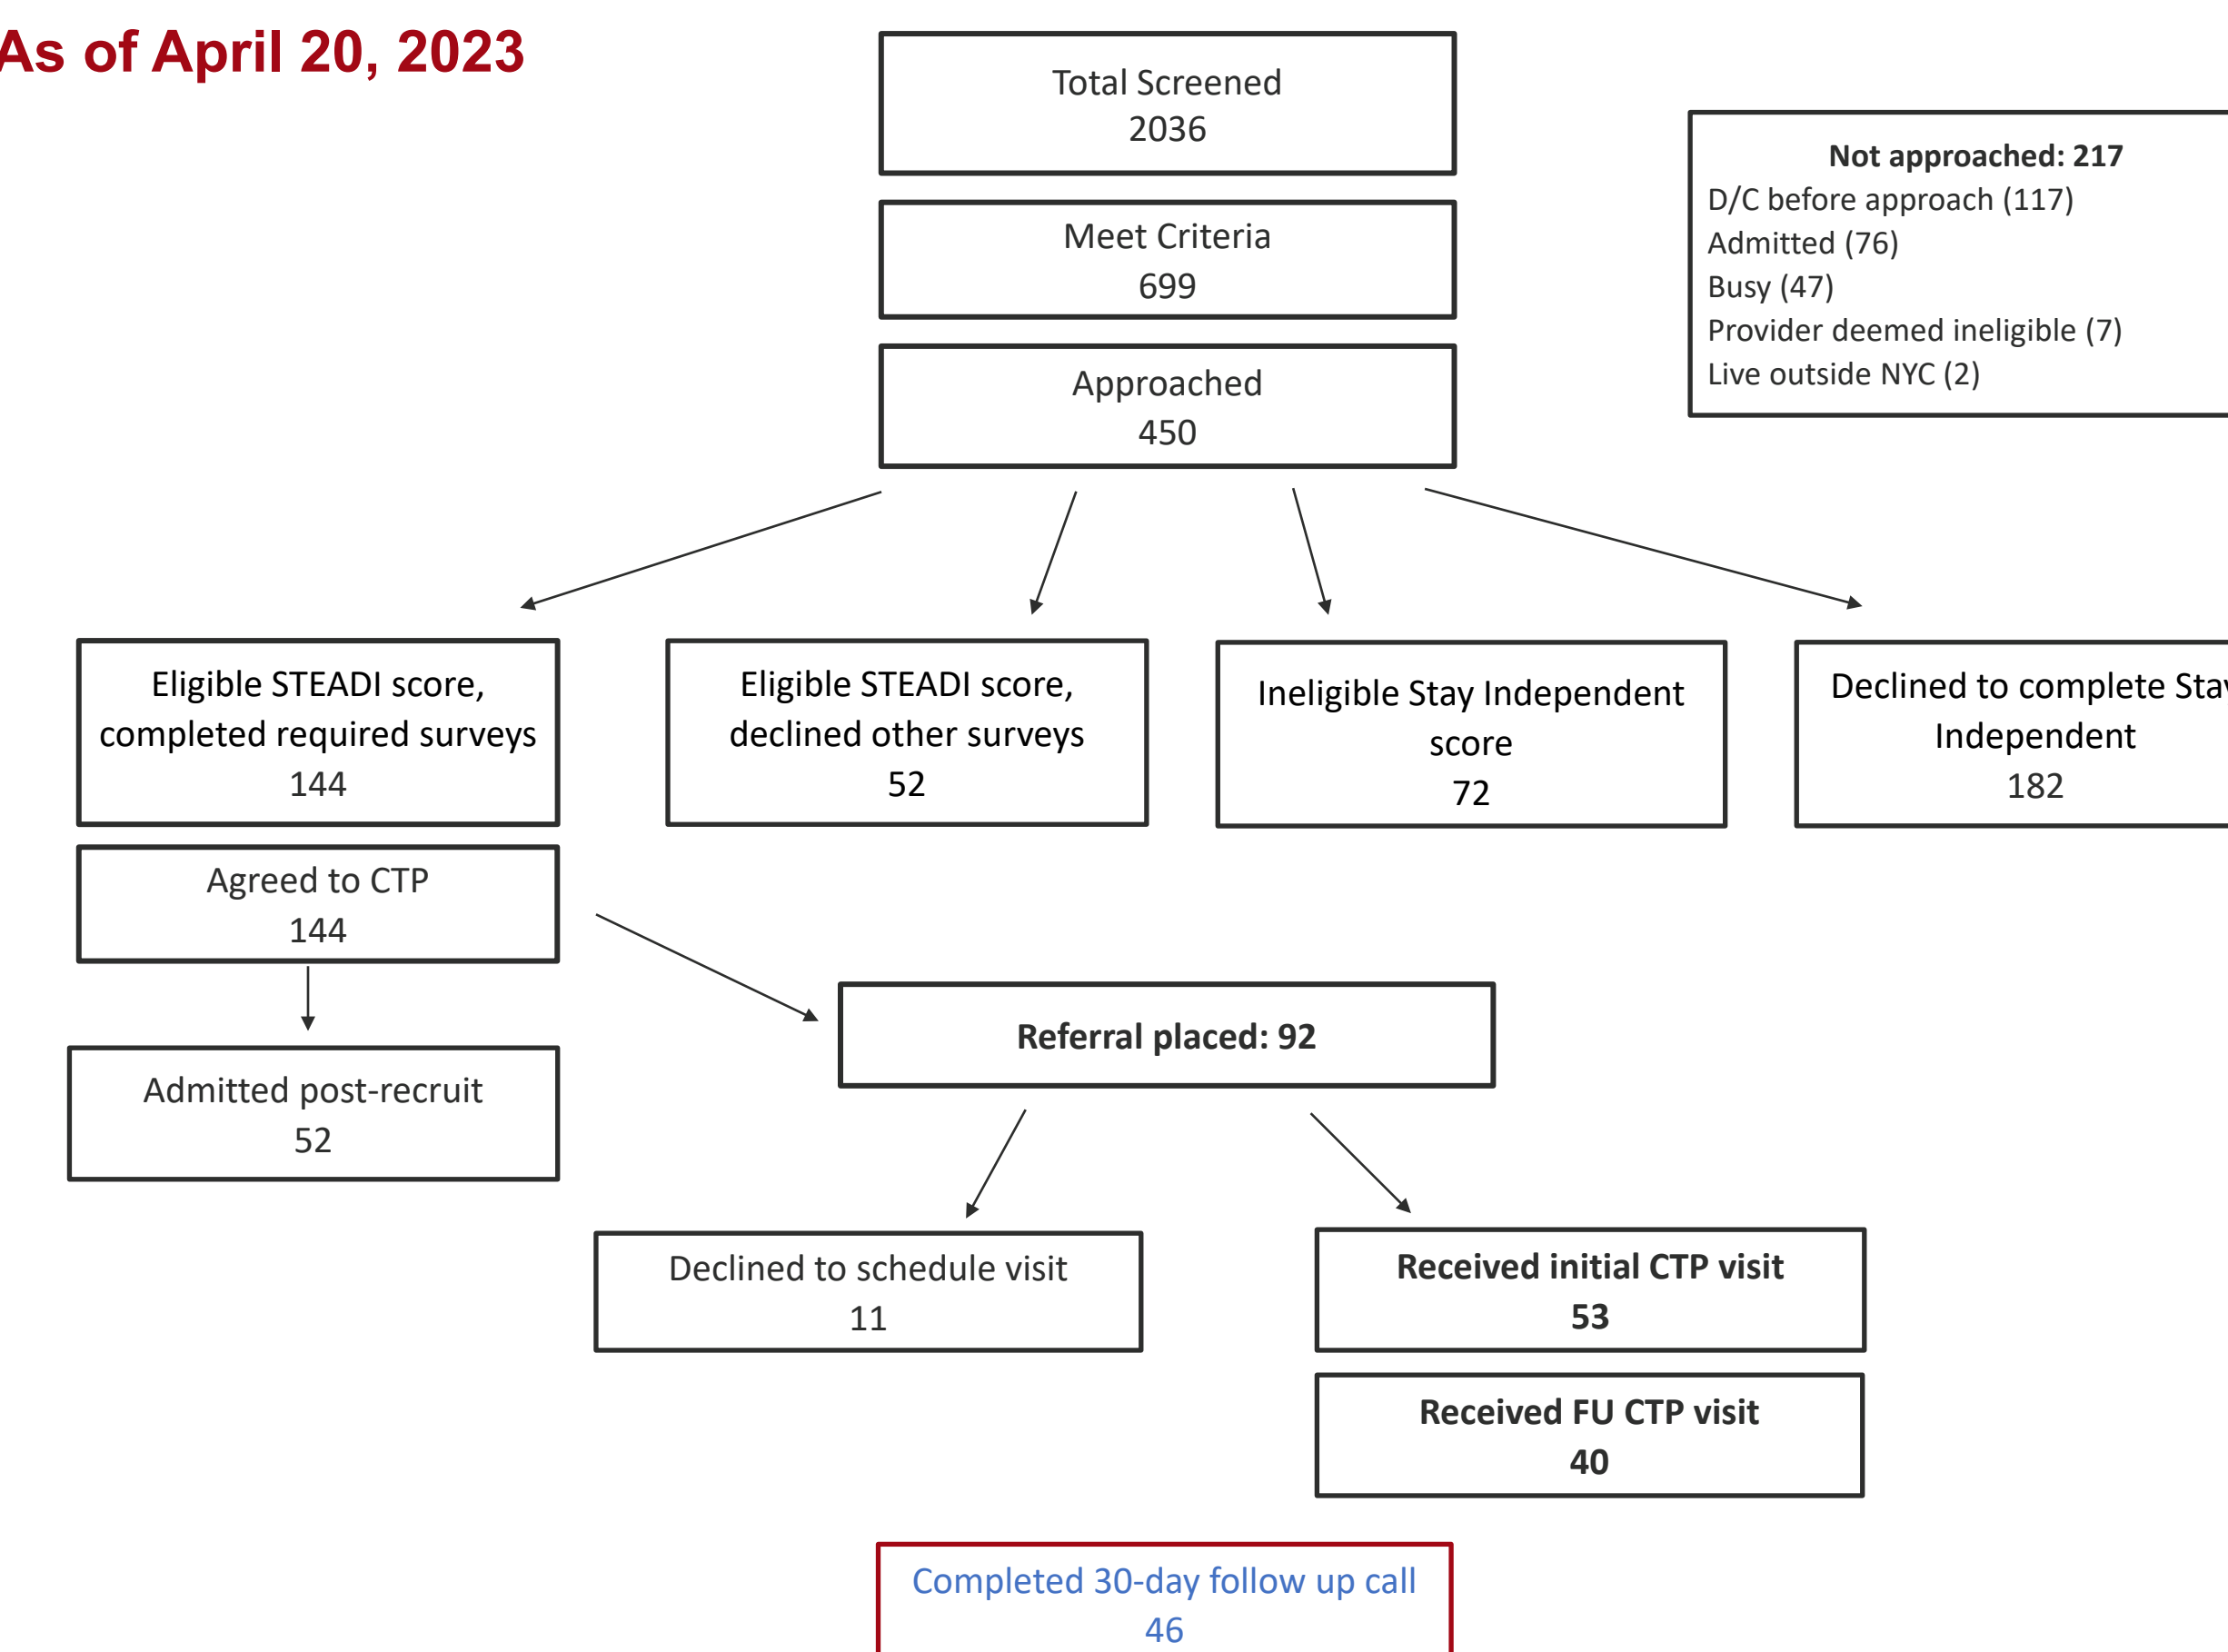 As of April 20, 2023
Total Screened
2036
Not approached: 217
D/C before approach (117)
Admitted (76)
Busy (47)
Provider deemed ineligible (7)
Live outside NYC (2)
Meet Criteria
699
Approached
450
Eligible STEADI score,
completed required surveys
144
Eligible STEADI score,
declined other surveys
52
Ineligible Stay Independent
score
72
Declined to complete Stay
Independent
182
Agreed to CTP
144
Referral placed: 92
Admitted post-recruit
52
Declined to schedule visit
11
Received initial CTP visit
53
Received FU CTP visit
40
Completed 30-day follow up call
46